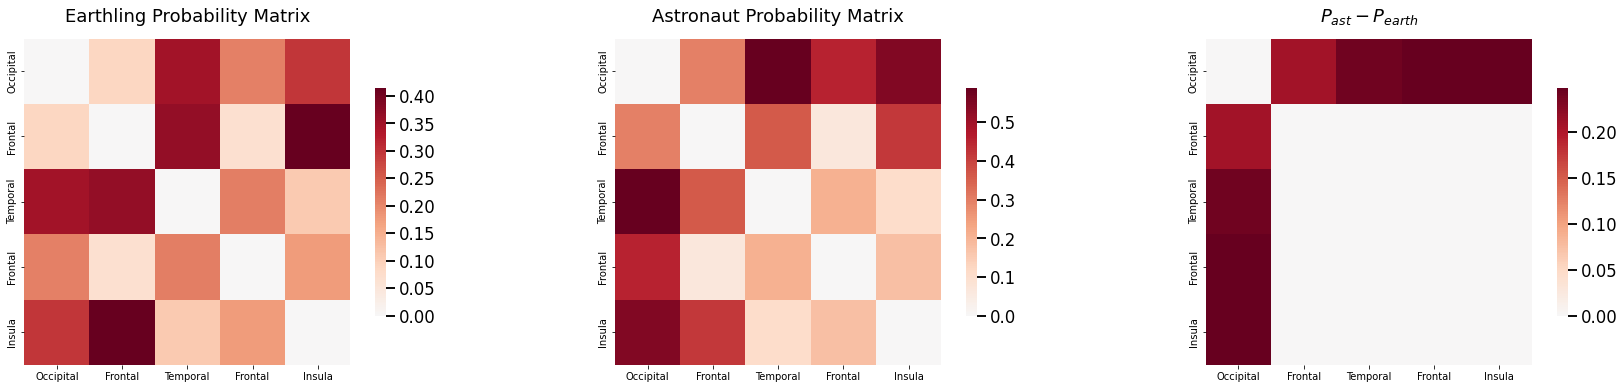 Earthling Probability Matrix
Occipital
Frontal
Temporal
Frontal
Insula
Occipital Frontal Temporal Frontal Insula
0.40
0.35
0.30
0.25
0.20
0.15
0.10
0.05
0.00
Astronaut Probability Matrix
Occipital
Frontal
Temporal
Frontal
Insula
Occipital Frontal Temporal Frontal Insula
0.5
0.4
0.3
0.2
0.1
0.0
P_{ast} − P_{earth}
Occipital
Frontal
Temporal
Frontal
Insula
Occipital Frontal Temporal Frontal Insula
0.20
0.15
0.10
0.05
0.00